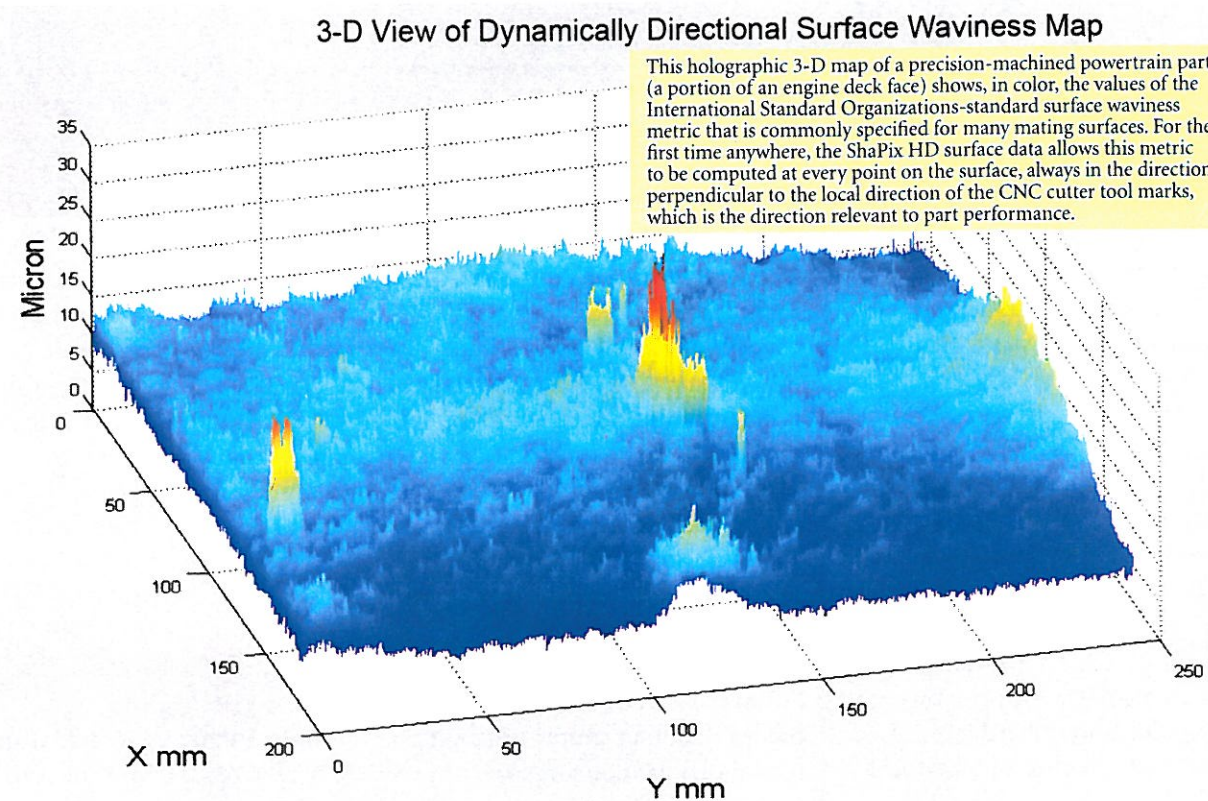 3-D View of Dynamically Directional Surface Waviness Map
This holographic 3-D map of a precision-machined powertrain part
(a portion of an engine deck face) shows, in color, the values of the
International Standard Organizations-standard surface waviness
metric that is commonly specified for many mating surfaces. For the
first time anywhere, the ShaPix HD surface data allows this metric
to be computed at every point on the surface, always in the direction
perpendicular to the local direction of the CNC cutter tool marks,
which is the direction relevant to part performance.
35
30
25
20
15
10
5
0
Micron
0
50
100
150
200
X mm
0
50
100
150
200
250
Y mm